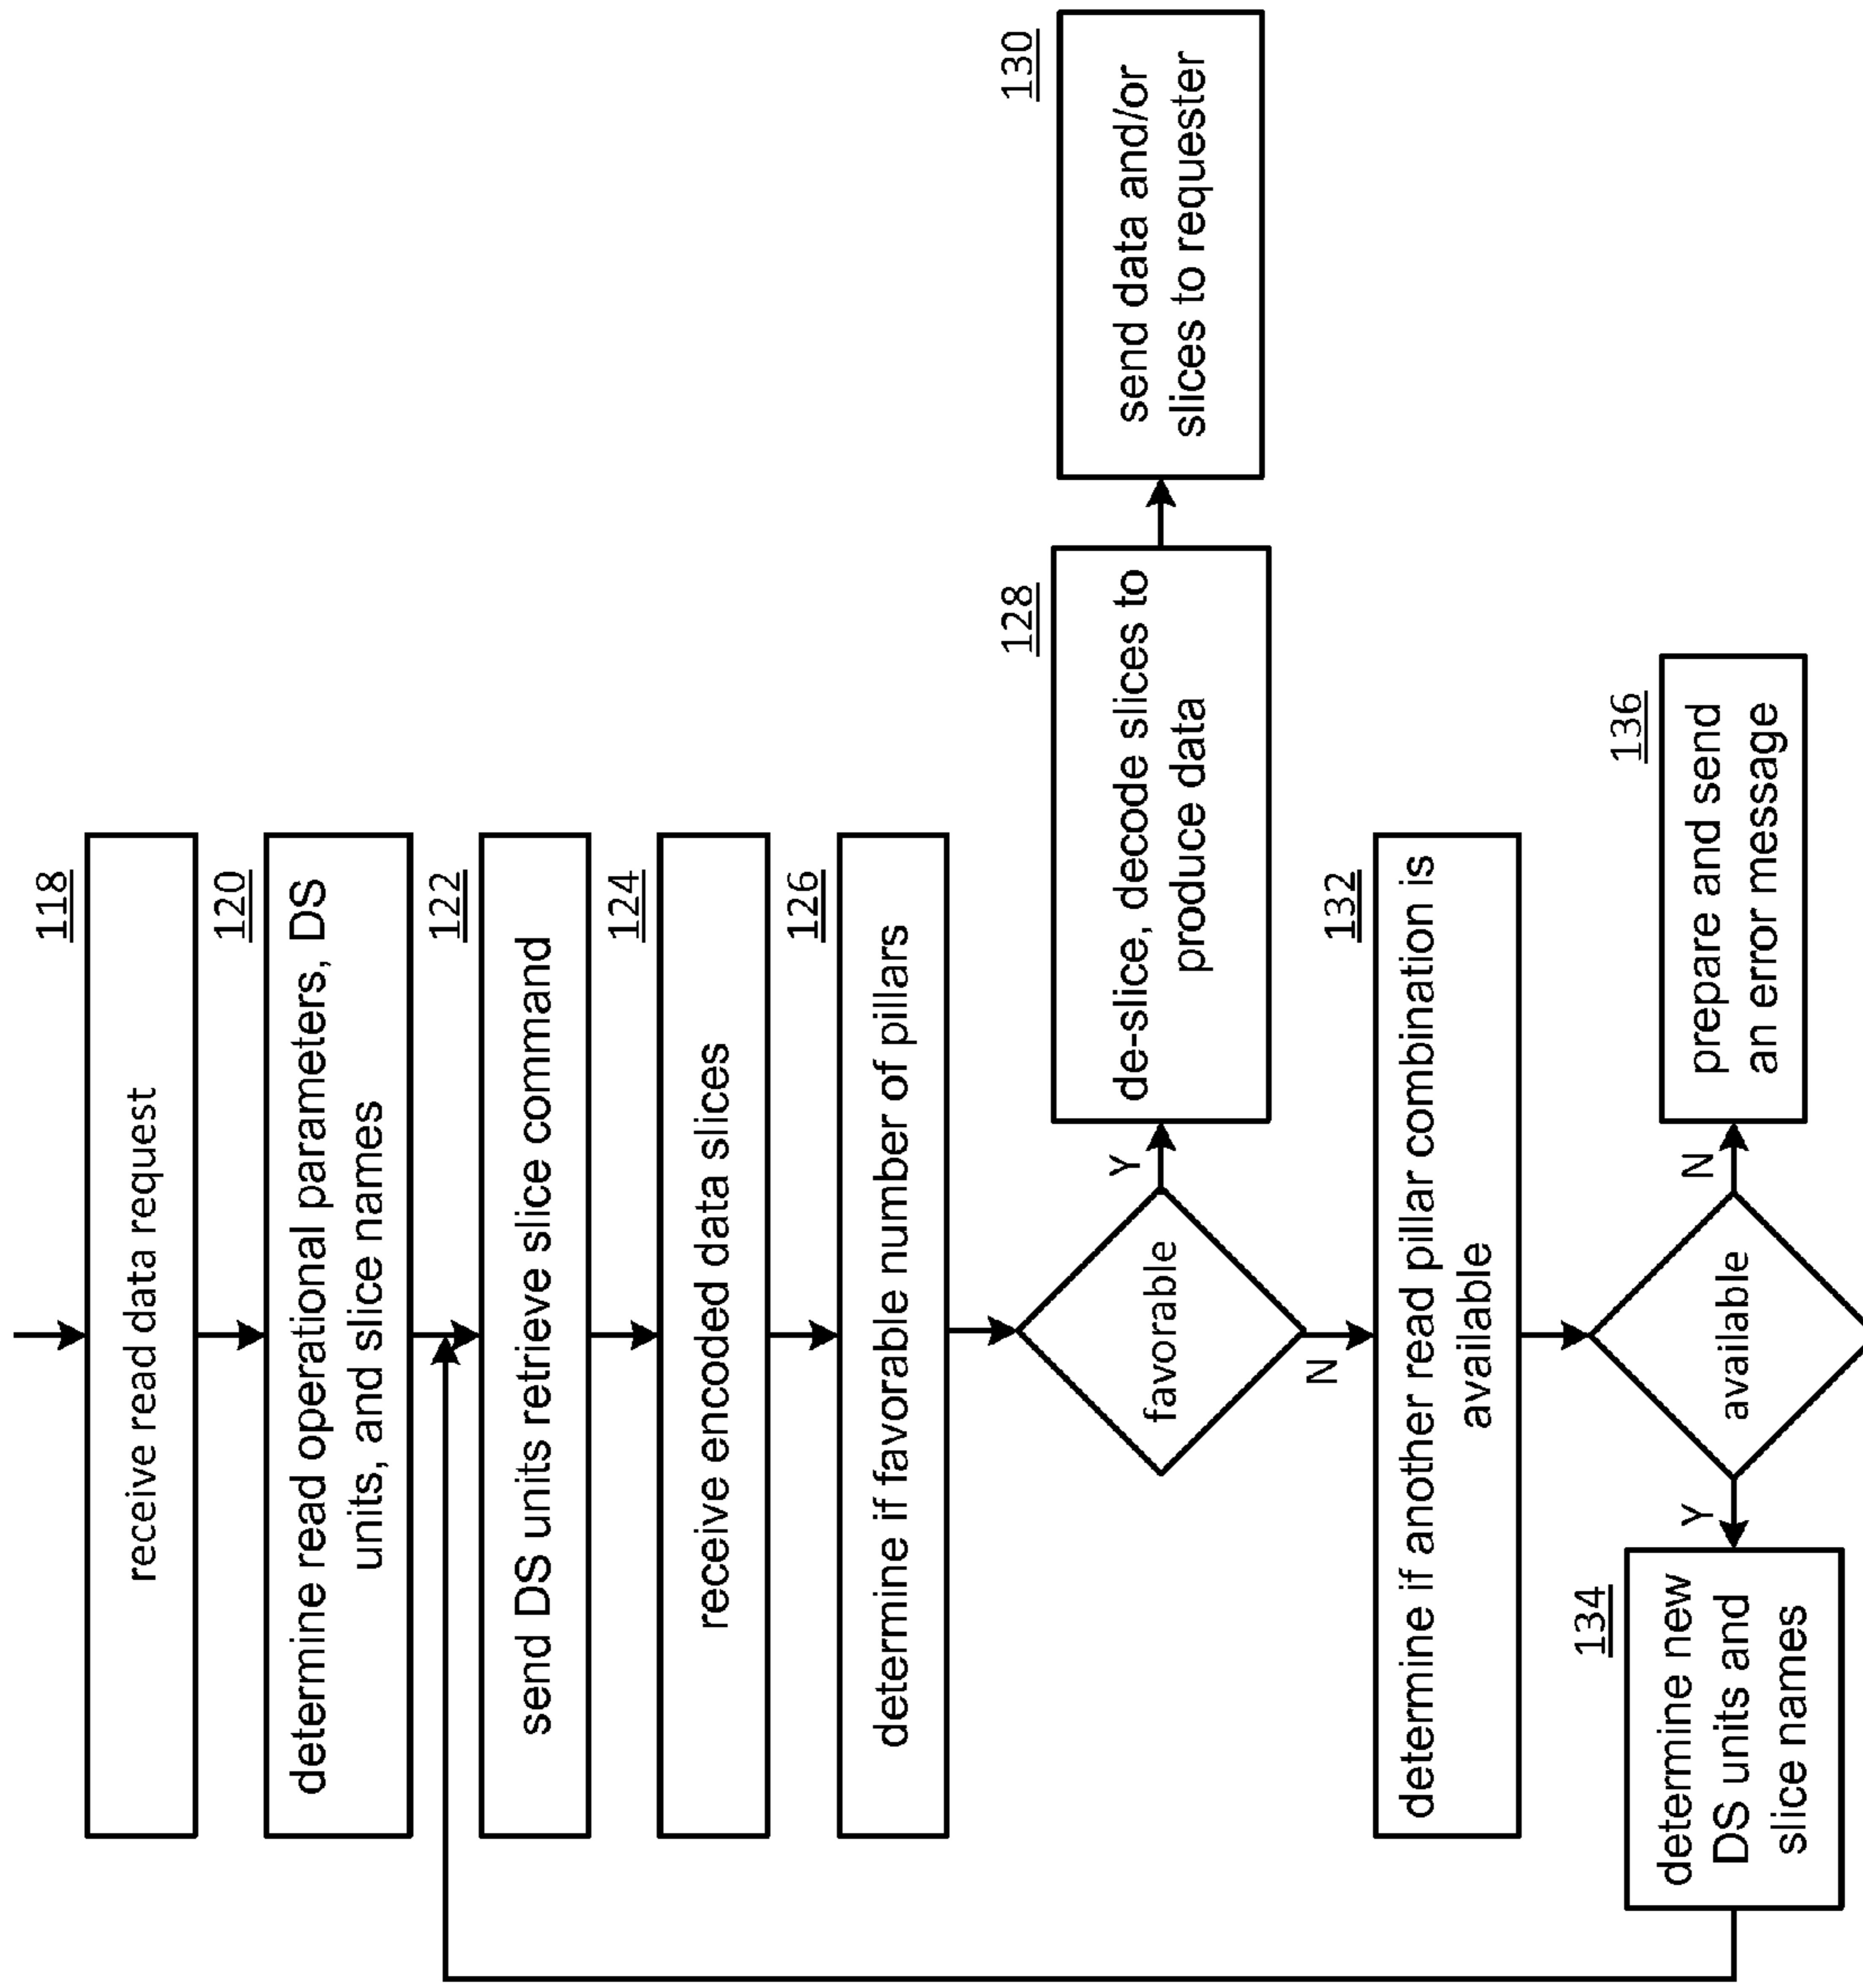 118
receive read data request
120
determine read operational parameters, DS
units, and slice names
122
send DS units retrieve slice command
124
receive encoded data slices
126
determine if favorable number of pillars
favorable
Y
N
128
de-slice, decode slices to
produce data
130
send data and/or
slices to requester
132
determine if another read pillar combination is
available
available
Y
N
134
determine new
DS units and
slice names
136
prepare and send
an error message